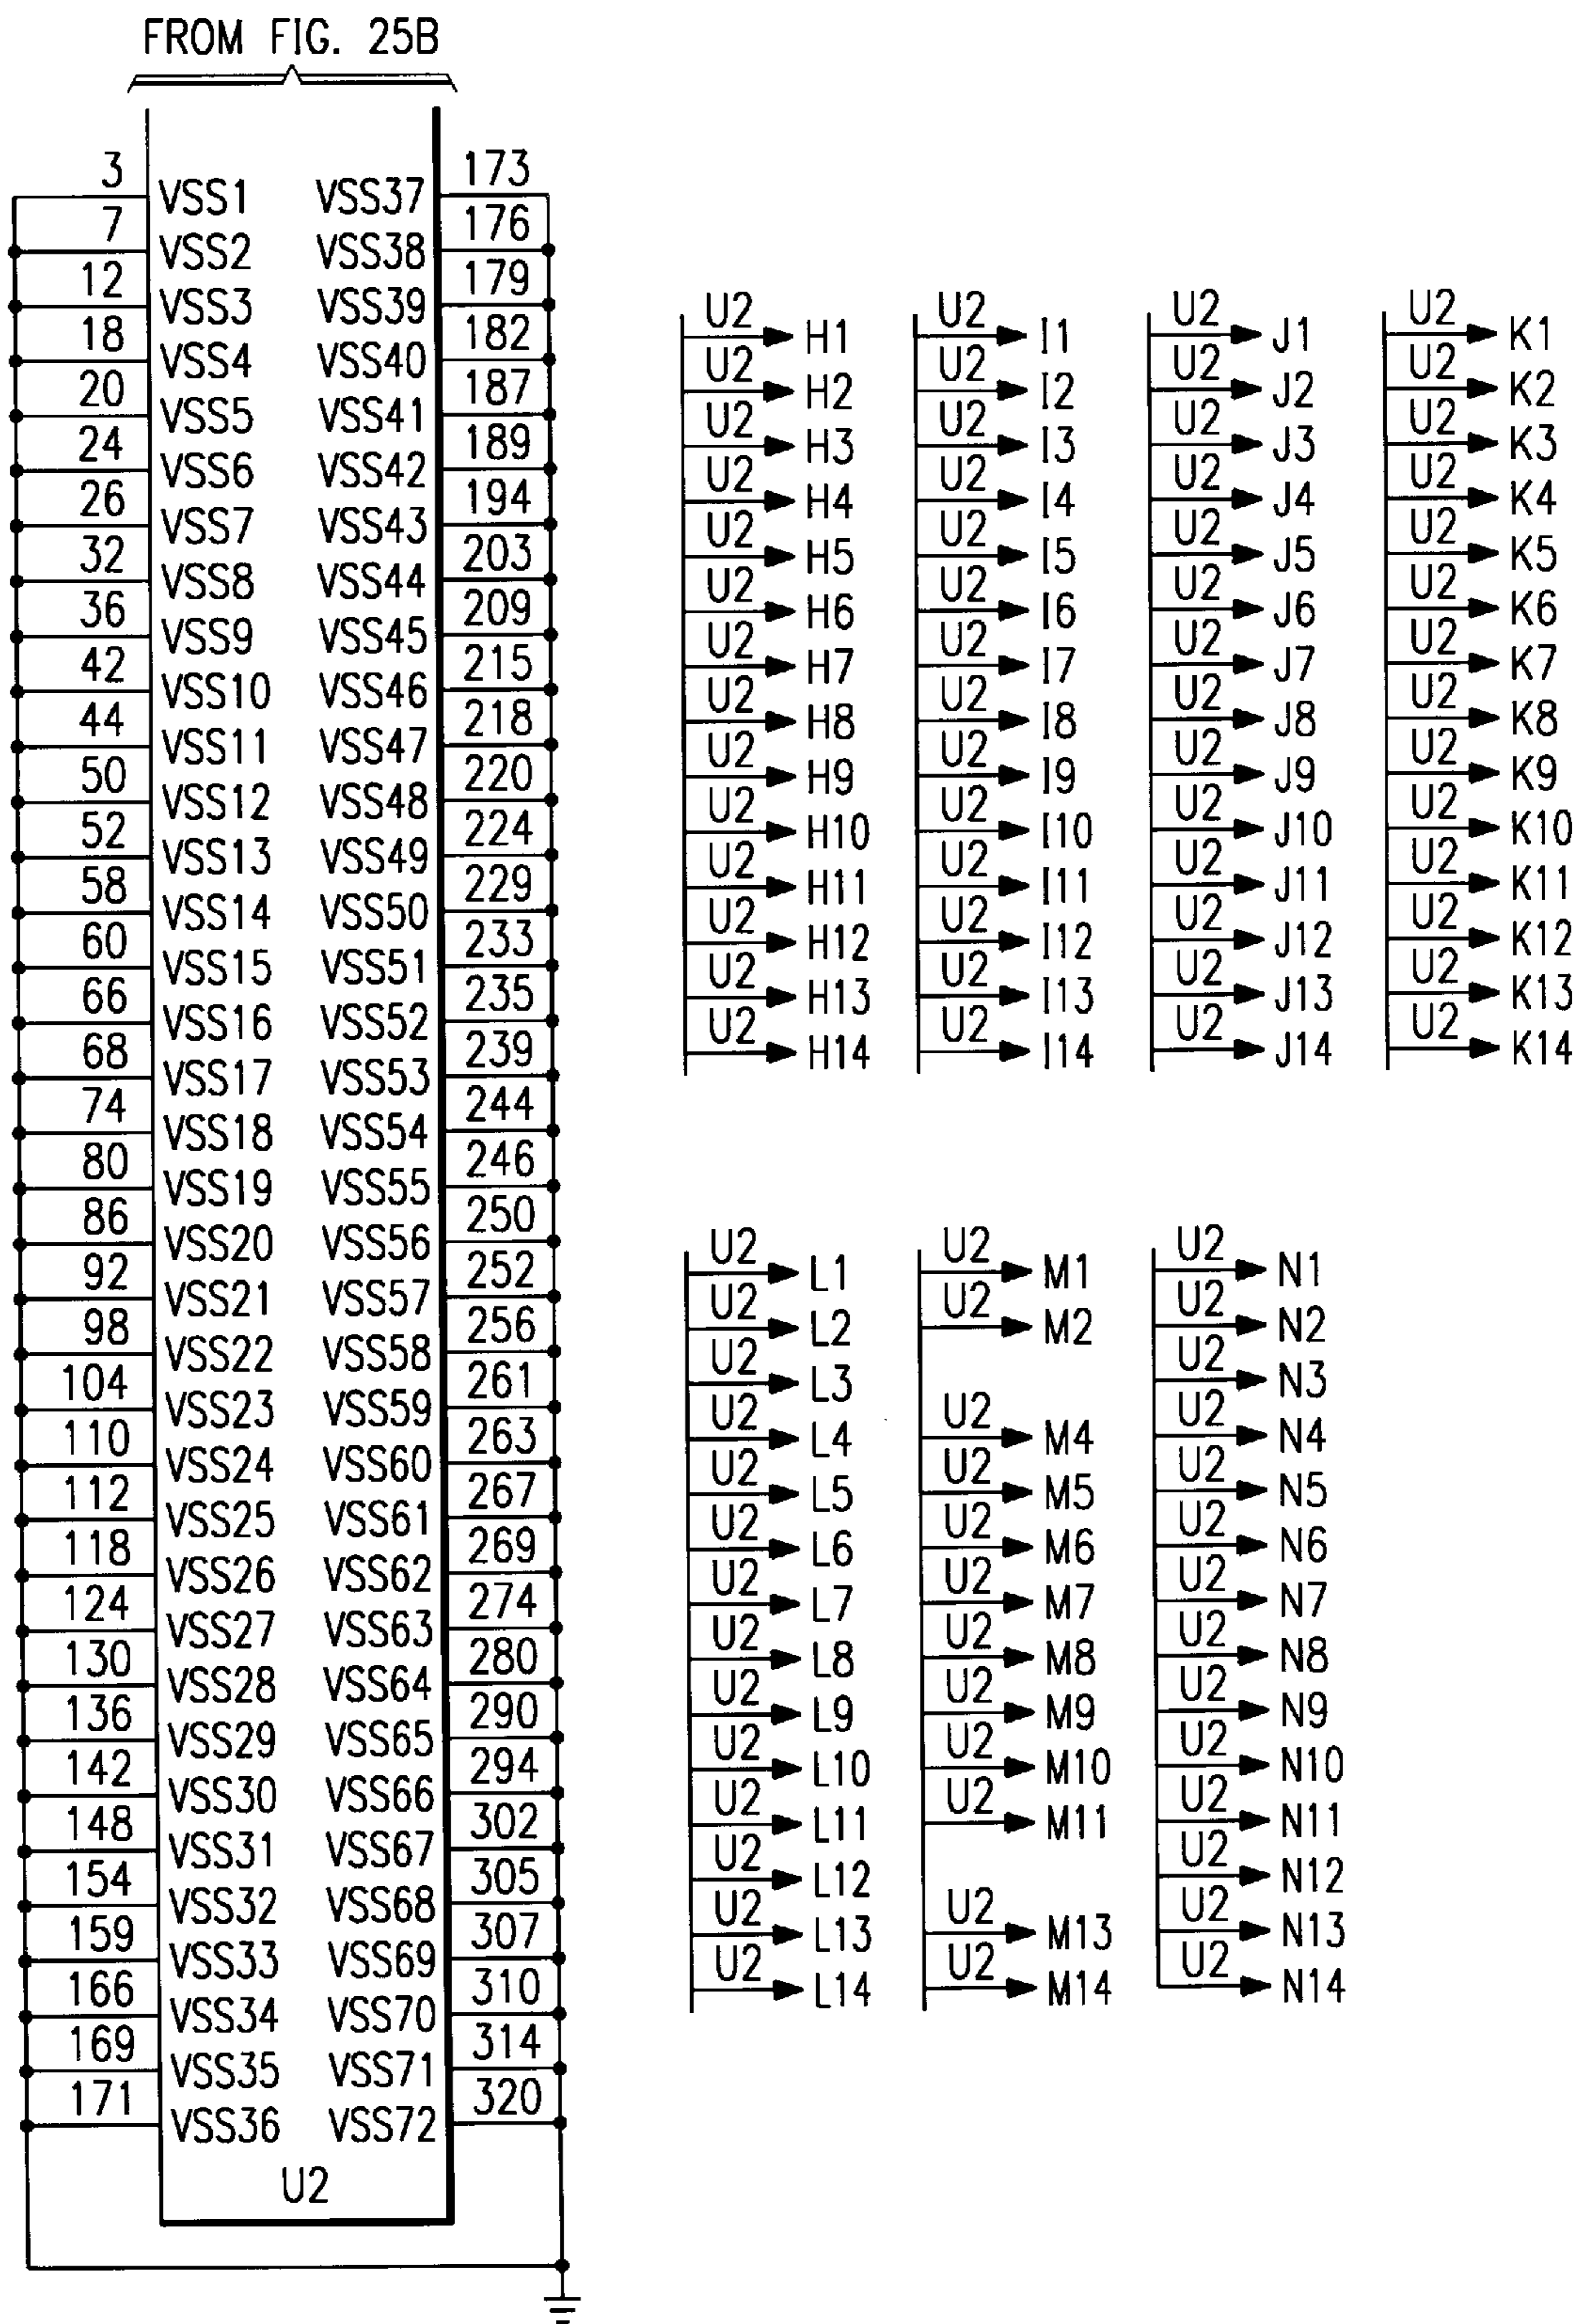 FROM FIG. 25B
3 VSS1 VSS37 173
7 VSS2 VSS38 176
12 VSS3 VSS39 179
18 VSS4 VSS40 182
20 VSS5 VSS41 187
24 VSS6 VSS42 189
26 VSS7 VSS43 194
32 VSS8 VSS44 203
36 VSS9 VSS45 209
42 VSS10 VSS46 215
44 VSS11 VSS47 218
50 VSS12 VSS48 220
52 VSS13 VSS49 224
58 VSS14 VSS50 229
60 VSS15 VSS51 233
66 VSS16 VSS52 235
68 VSS17 VSS53 239
74 VSS18 VSS54 244
80 VSS19 VSS55 246
86 VSS20 VSS56 250
92 VSS21 VSS57 252
98 VSS22 VSS58 256
104 VSS23 VSS59 261
110 VSS24 VSS60 263
112 VSS25 VSS61 267
118 VSS26 VSS62 269
124 VSS27 VSS63 274
130 VSS28 VSS64 280
136 VSS29 VSS65 290
142 VSS30 VSS66 294
148 VSS31 VSS67 302
154 VSS32 VSS68 305
159 VSS33 VSS69 307
166 VSS34 VSS70 310
169 VSS35 VSS71 314
171 VSS36 VSS72 320
U2
U2 H1 U2 I1 U2 J1 U2 K1
U2 H2 U2 I2 U2 J2 U2 K2
U2 H3 U2 I3 U2 J3 U2 K3
U2 H4 U2 I4 U2 J4 U2 K4
U2 H5 U2 I5 U2 J5 U2 K5
U2 H6 U2 I6 U2 J6 U2 K6
U2 H7 U2 I7 U2 J7 U2 K7
U2 H8 U2 I8 U2 J8 U2 K8
U2 H9 U2 I9 U2 J9 U2 K9
U2 H10 U2 I10 U2 J10 U2 K10
U2 H11 U2 I11 U2 J11 U2 K11
U2 H12 U2 I12 U2 J12 U2 K12
U2 H13 U2 I13 U2 J13 U2 K13
U2 H14 U2 I14 U2 J14 U2 K14
U2 L1 U2 M1 U2 N1
U2 L2 U2 M2 U2 N2
U2 L3 U2 N3
U2 L4 U2 M4 U2 N4
U2 L5 U2 M5 U2 N5
U2 L6 U2 M6 U2 N6
U2 L7 U2 M7 U2 N7
U2 L8 U2 M8 U2 N8
U2 L9 U2 M9 U2 N9
U2 L10 U2 M10 U2 N10
U2 L11 U2 M11 U2 N11
U2 L12 U2 N12
U2 L13 U2 M13 U2 N13
U2 L14 U2 M14 U2 N14